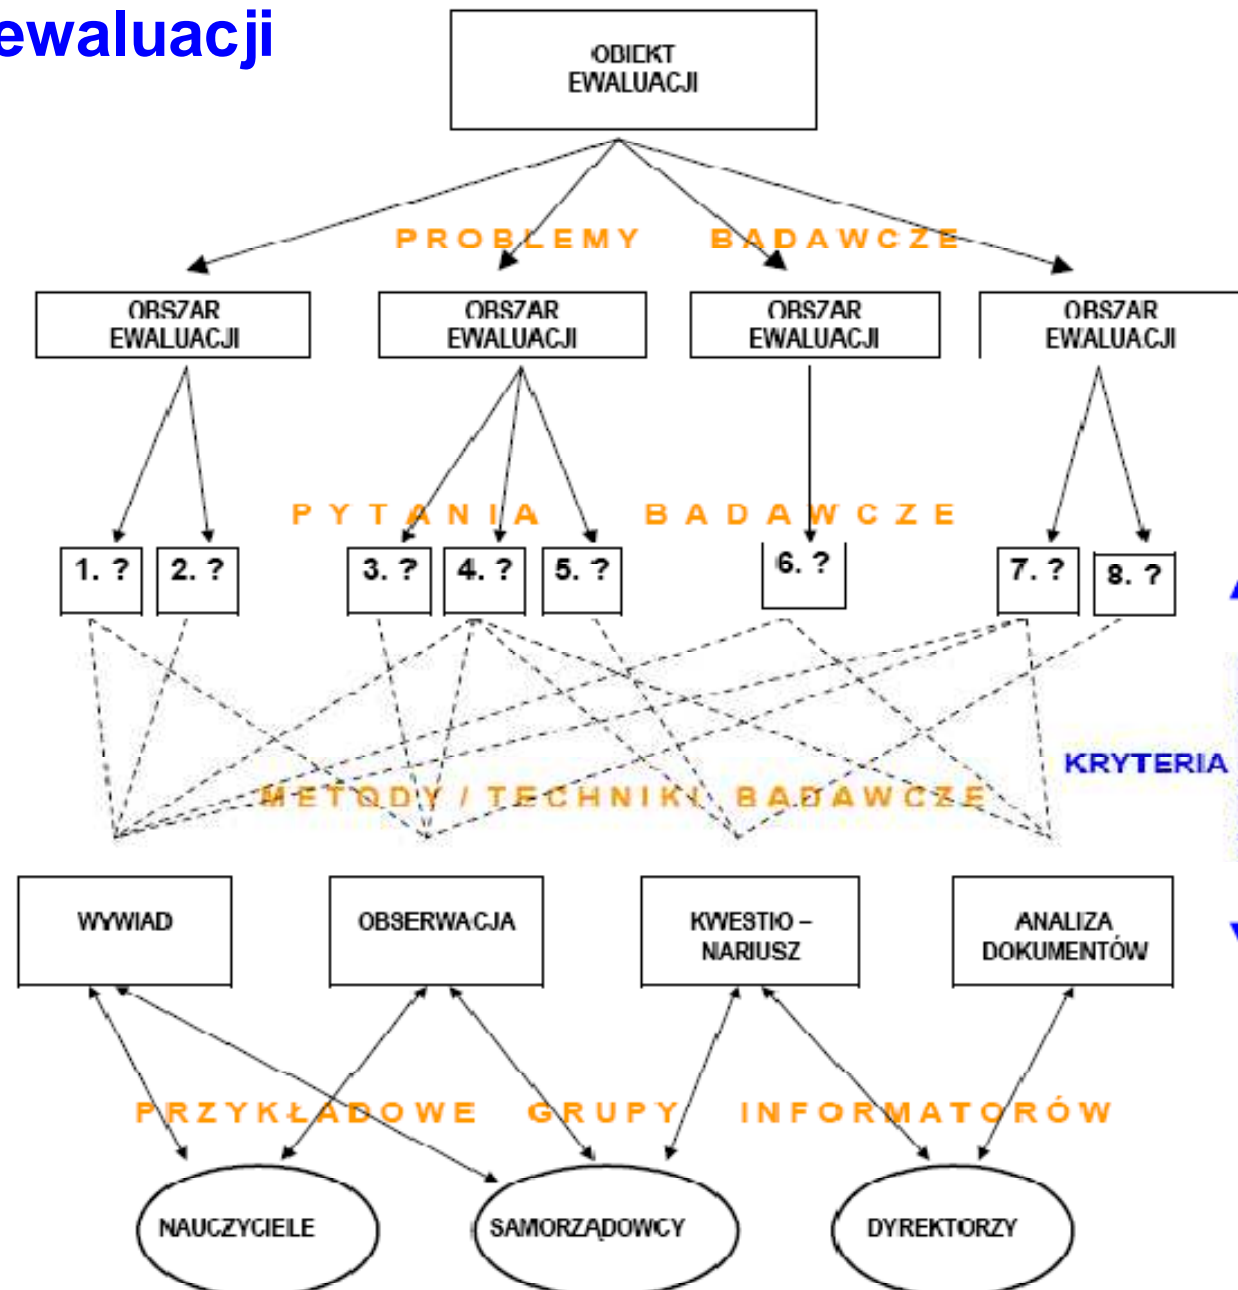 ewaluacji
OBIEKT
EWALUACJI
PROBLEMY BADAWCZE
OBSZAR
EWALUACJI
OBSZAR
EWALUACJI
OBSZAR
EWALUACJI
OBSZAR
EWALUACJI
PYTANIA BADAWCZE
1. ?
2. ?
3. ?
4. ?
5. ?
6. ?
7. ?
8. ?
KRYTERIA
METODY / TECHNIKI BADAWCZE
WYWIAD
OBSERWACJA
KWESTIO –
NARIUSZ
ANALIZA
DOKUMENTÓW
PRZYKŁADOWE GRUPY INFORMATORÓW
NAUCZYCIELE
SAMORZĄDOWCY
DYREKTORZY